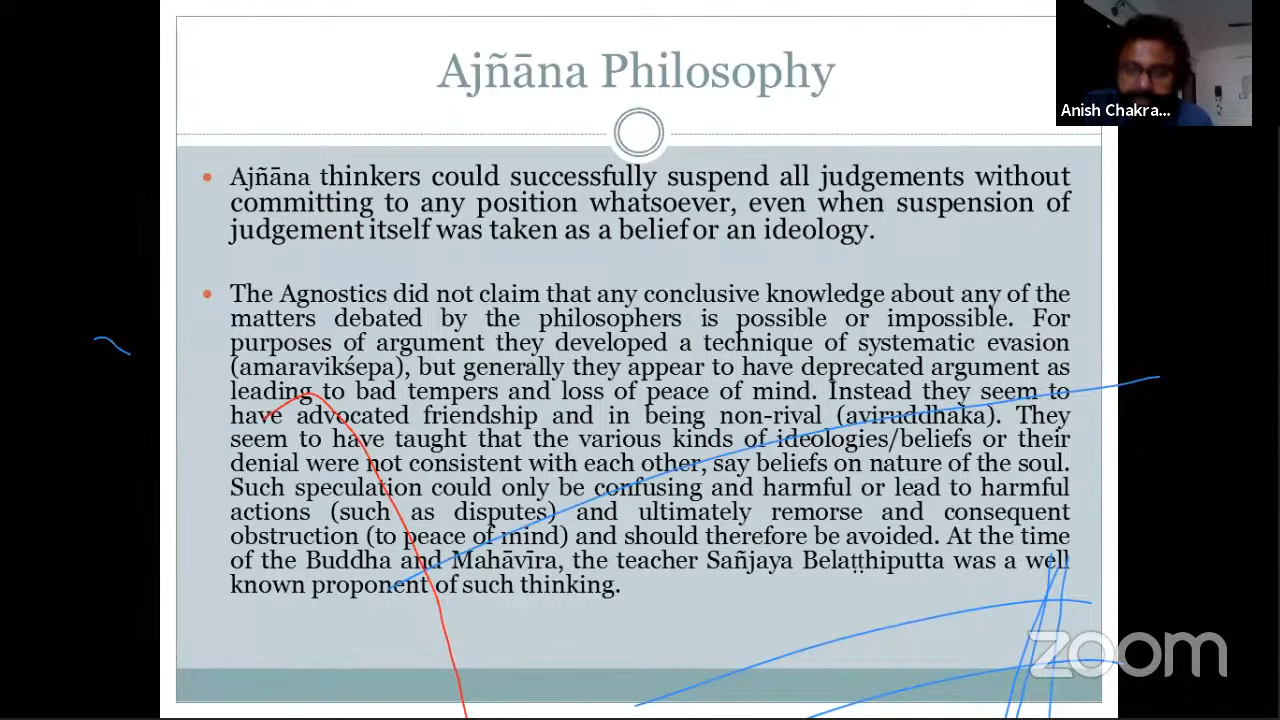 Ajñāna Philosophy
Anish Chakra...
Ajñāna thinkers could successfully suspend all judgements without
committing to any position whatsoever, even when suspension of
judgement itself was taken as a belief or an ideology.
The Agnostics did not claim that any conclusive knowledge about any of the
matters debated by the philosophers is possible or impossible. For
purposes of argument they developed a technique of systematic evasion
(amaravikśepa), but generally they appear to have deprecated argument as
leading to bad tempers and loss of peace of mind. Instead they seem to
have advocated friendship and in being non-rival (aviruddhaka). They
seem to have taught that the various kinds of ideologies/beliefs or their
denial were not consistent with each other, say beliefs on nature of the soul.
Such speculation could only be confusing and harmful or lead to harmful
actions (such as disputes) and ultimately remorse and consequent
obstruction (to peace of mind) and should therefore be avoided. At the time
of the Buddha and Mahāvīra, the teacher Sañjaya Belaṭṭhiputta was a well
known proponent of such thinking.
zoom